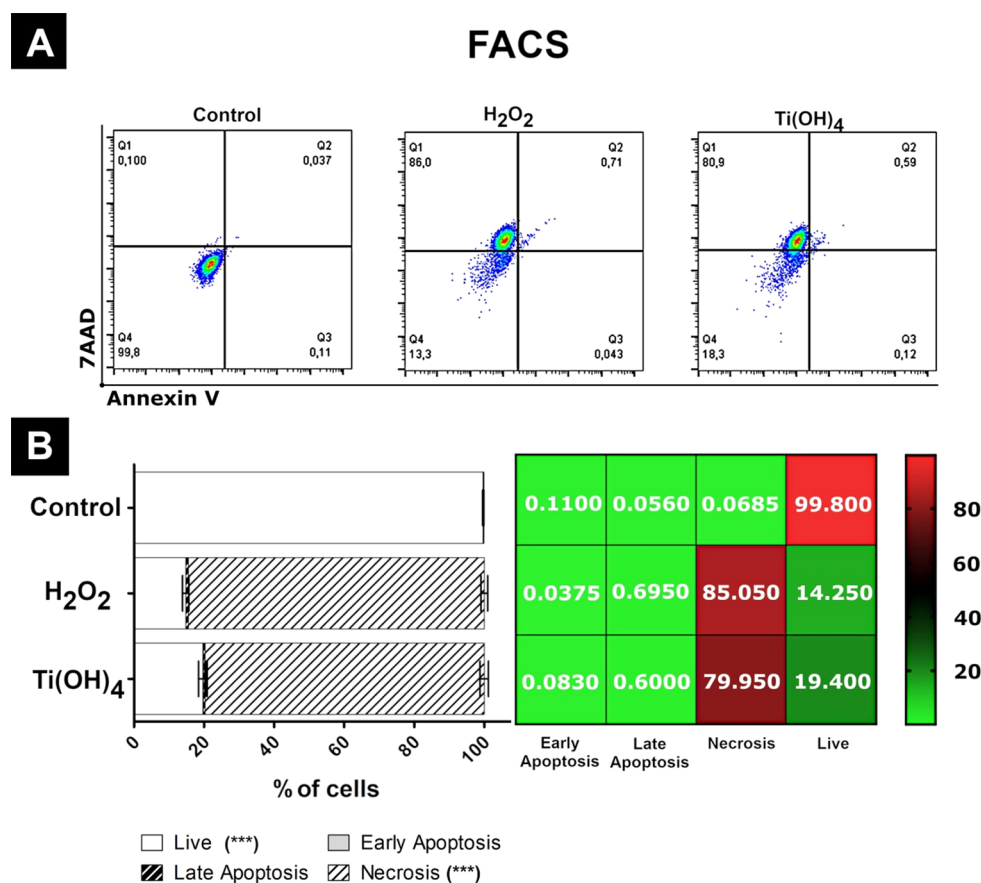 A
FACS
Control
H₂O₂
Ti(OH)₄
Q1
0,100
Q2
0,037
Q4
99,8
Q3
0,11
Q1
86,0
Q2
0,71
Q4
13,3
Q3
0,043
Q1
80,9
Q2
0,59
Q4
18,3
Q3
0,12
7AAD
Annexin V
B
Control
H₂O₂
Ti(OH)₄
0 20 40 60 80 100
% of cells
0.1100 0.0560 0.0685 99.800
0.0375 0.6950 85.050 14.250
0.0830 0.6000 79.950 19.400
Early Apoptosis
Late Apoptosis
Necrosis
Live
80
60
40
20
Live (***)
Early Apoptosis
Late Apoptosis
Necrosis (***)